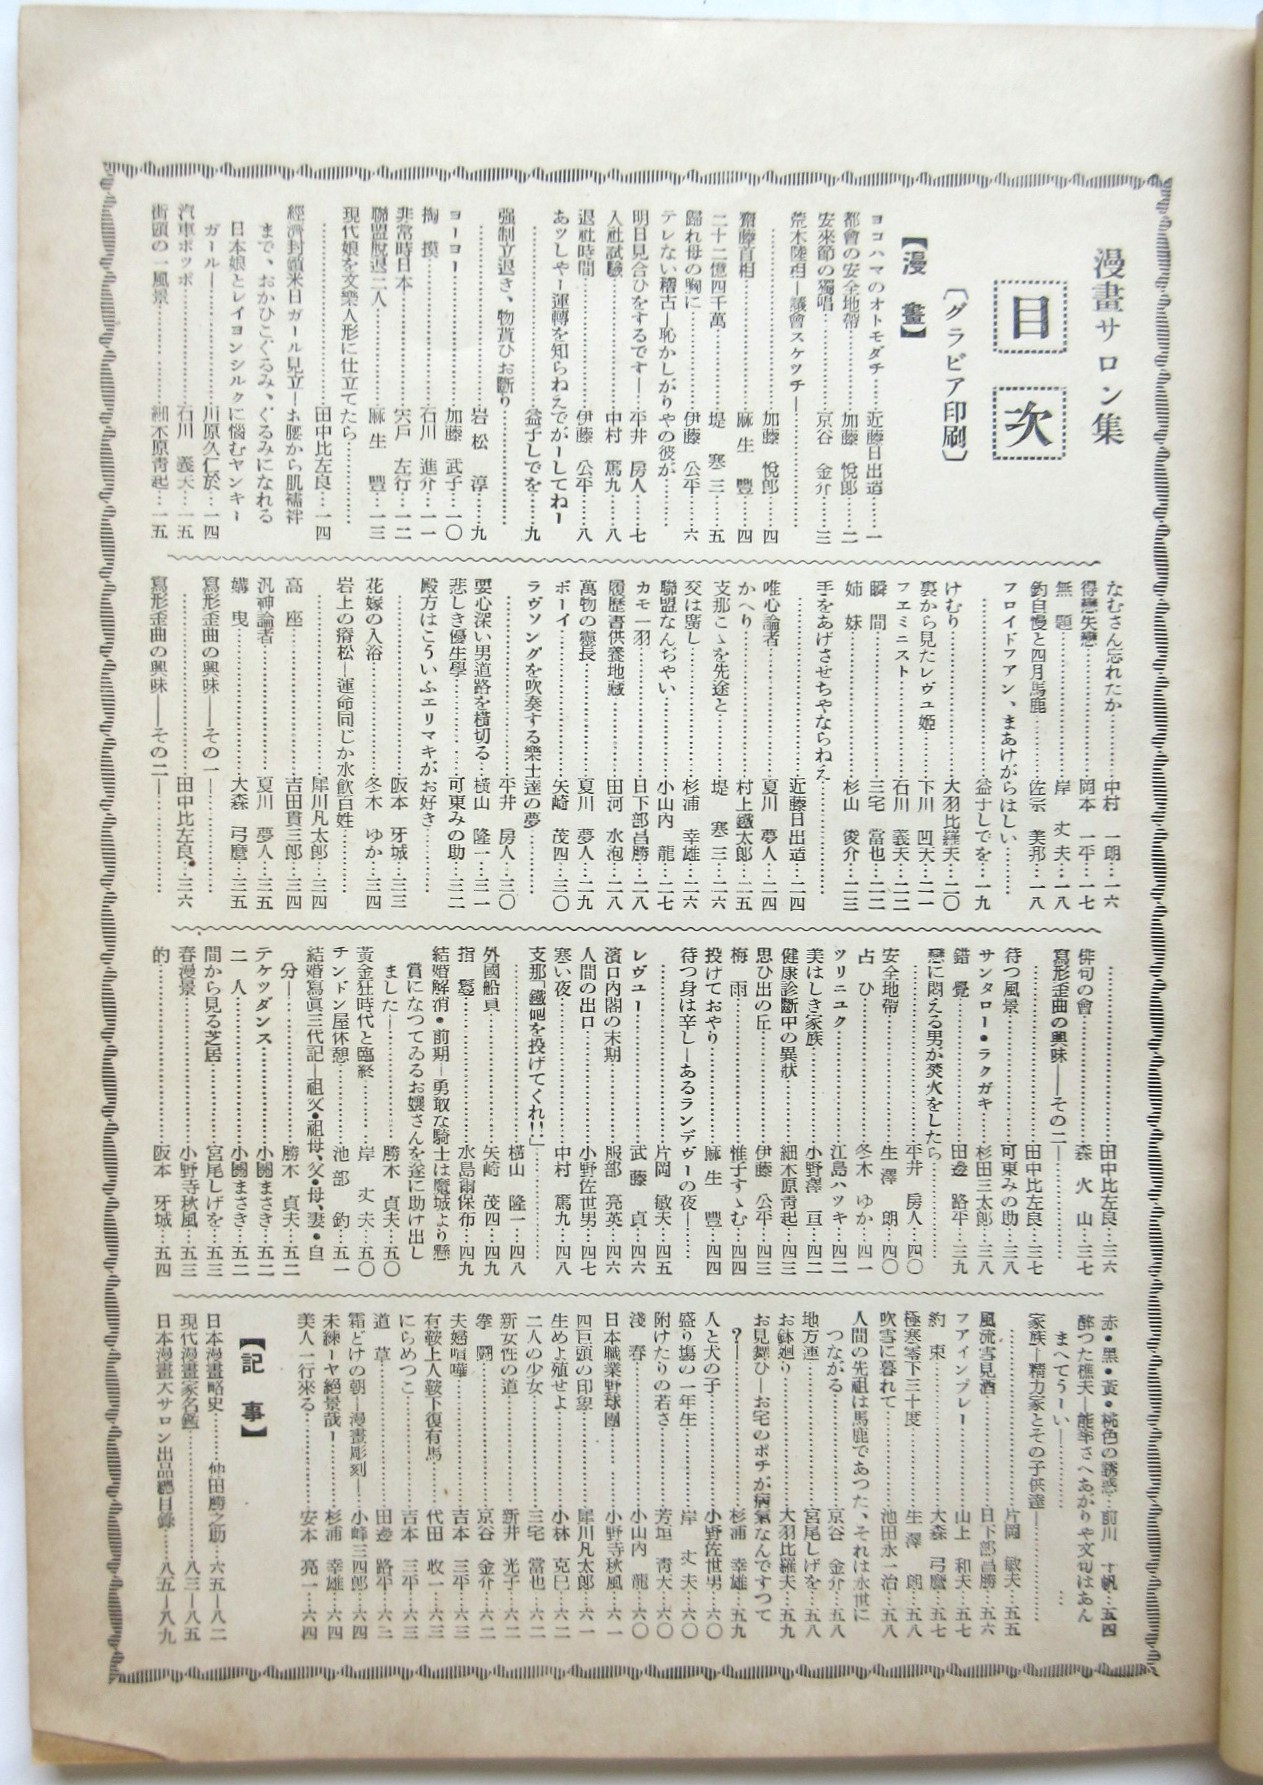 漫畫サロン集
目次
〔グラビア印刷〕
【漫畫】
ヨコハマのオトモダチ……近藤日出造……一
都會の安全地帶……加藤悅郎……二
安來節の獨唱……京谷金介……三
荒木陸相―議會スケツチ―
……加藤悅郎……四
齋藤首相……麻生豐……四
二十二億四千萬……堤寒三……五
歸れ母の胸に……伊藤公平……六
テレない稽古―恥かしがりやの彼が……
明日見合ひをするです―……平井房人……七
入社試驗……中村篤九……八
退社時間……伊藤公平……八
あツしやー運轉を知らねえでがーしてねー
……益子しでを……九
强制立退き、物貰ひお斷り……
……岩松淳……九
ヨーヨー……加藤武子……一〇
掏摸……石川進介……一一
非常時日本……宍戶左行……一二
聯盟脫退二人……麻生豐……一三
現代娘を文樂人形に仕立てたら……
……田中比左良……一四
經濟封鎖米日ガール見立―お腰から肌襦袢
まで、おかひこぐるみ、ぐるみになれる
日本娘とレイヨンシルクに惱むヤンキー
ガール―……川原久仁於……一四
汽車ポツポ……石川義夫……一五
街頭の一風景……細木原靑起……一五
なむさん忘れたか……中村一朗……一六
得戀失戀……岡本一平……一七
無題……岸丈夫……一八
釣自慢と四月馬鹿……佐宗美邦……一八
フロイドフアン、まあけがらはしい……
……益子しでを……一九
けむり……大羽比羅夫……二〇
裏から見たレヴユ姬……下川凹天……二一
フエミニスト……石川義夫……二二
瞬間……三宅當也……二二
姉妹……杉山俊介……二三
手をあげさせちやならねえ……
……近藤日出造……二四
唯心論者……夏川夢人……二四
かへり……村上鐵太郎……二五
支那こゝを先途と……堤寒三……二六
交は易し……杉浦幸雄……二六
聯盟なんぢやい……小山內龍……二七
カモ一羽……日下部昌勝……二八
履歷書供養地藏……田河水泡……二八
萬物の靈長……夏川夢人……二九
ボーイ……矢崎茂四……三〇
ラヴソングを吹奏する樂士達の夢……
……平井房人……三〇
要心深い男道路を橫切る……橫山隆一……三一
悲しき優生學……可東みの助……三二
殿方はこういふエリマキがお好き……
……阪本牙城……三三
花嫁の入浴……冬木ゆか……三四
岩上の瘠松―運命同じか水飮百姓……
……犀川凡太郎……三四
高座……吉田貫三郎……三四
汎神論者……夏川夢人……三五
媾曳……大森弓麿……三五
寫形歪曲の興味――その一―……
……田中比左良……三六
寫形歪曲の興味――その二―……
……田中比左良……三六
俳句の會……森火山……三七
寫形歪曲の興味――その二―……
……田中比左良……三七
待つ風景……可東みの助……三八
サンタロー・ラクガキ……杉田三太郎……三八
錯覺……田邊路平……三九
戀に悶える男が焚火をしたら……
……平井房人……四〇
安全地帶……生澤朗……四〇
占ひ……冬木ゆか……四一
ツリニユク……江島ハツキ……四二
美はしき家族……小野澤亘……四二
健康診斷中の異狀……細木原靑起……四三
思ひ出の丘……伊藤公平……四三
梅雨……惟子すゝむ……四四
投けておやり……麻生豐……四四
待つ身は辛し―あるランデヴーの夜―……
……片岡敏夫……四五
レヴユー……武藤貞一……四六
濱口內閣の末期……服部亮英……四六
人間の出口……小野佐世男……四七
寒い夜……中村篤九……四八
支那「鐵砲を投げてくれ!!」……
……橫山隆一……四八
外國船員……矢崎茂四……四九
指鬘……水島爾保布……四九
結婚解消・前期―勇敢な騎士は魔城より懸
賞になつてゐるお孃さんを遂に助け出し
ました―……勝木貞夫……五〇
黃金狂時代と臨終……岸丈夫……五〇
チンドン屋休憩……池部釣……五一
結婚寫眞三代記―祖父・祖母、父・母、妻・自
分―……勝木貞夫……五二
テケツダンス……小國まさき……五二
二人……小國まさき……五二
間から見る芝居……宮尾しげを……五三
春漫景……小野寺秋風……五三
的……阪本牙城……五四
赤・黑・黃・桃色の誘惑……前川千帆……五四
醉つた樵夫―能率さへあがりや文句はあん
まへてうーい―……
家族―精力家とその子供達―……
……片岡敏夫……五五
風流雪見酒……日下部昌勝……五六
フアインプレー……山上和夫……五七
約束……大森弓麿……五七
極寒零下三十度……生澤朗……五八
吹雪に暮れて……池田永一治……五八
人間の先祖は馬鹿であつた、それは永世に
つながる……京谷金介……五八
地方運……宮尾しげを……五八
お鉢廻り……大羽比羅夫……五九
お見舞ひ―お宅のポチが病氣なんですつて
？―……杉浦幸雄……五九
人と犬の子……小野佐世男……六〇
盛り場の一年生……岸丈夫……六〇
附けたりの若さ……芳垣靑天……六〇
淺春……小山內龍……六〇
日本職業野球團……小野寺秋風……六一
四巨頭の印象……犀川凡太郎……六一
生めよ殖せよ……小林克巳……六二
二人の少女……三宅當也……六二
新女性の道……新井光子……六二
拳鬪……京谷金介……六二
夫婦喧嘩……吉本三平……六三
有鞍上人鞍下復有馬……代田收一……六三
にらめつこ……吉本三平……六三
道草……田邊路平……六三
霜どけの朝―漫畫彫刻―……小峰三四郎……六四
未練ーヤ絕景哉ー……杉浦幸雄……六四
美人一行來る……安本亮一……六四
【記事】
日本漫畫略史……仲田勝之助……六五―八二
現代漫畫家名鑑……八三―八五
日本漫畫大サロン出品總目錄……八五―八九